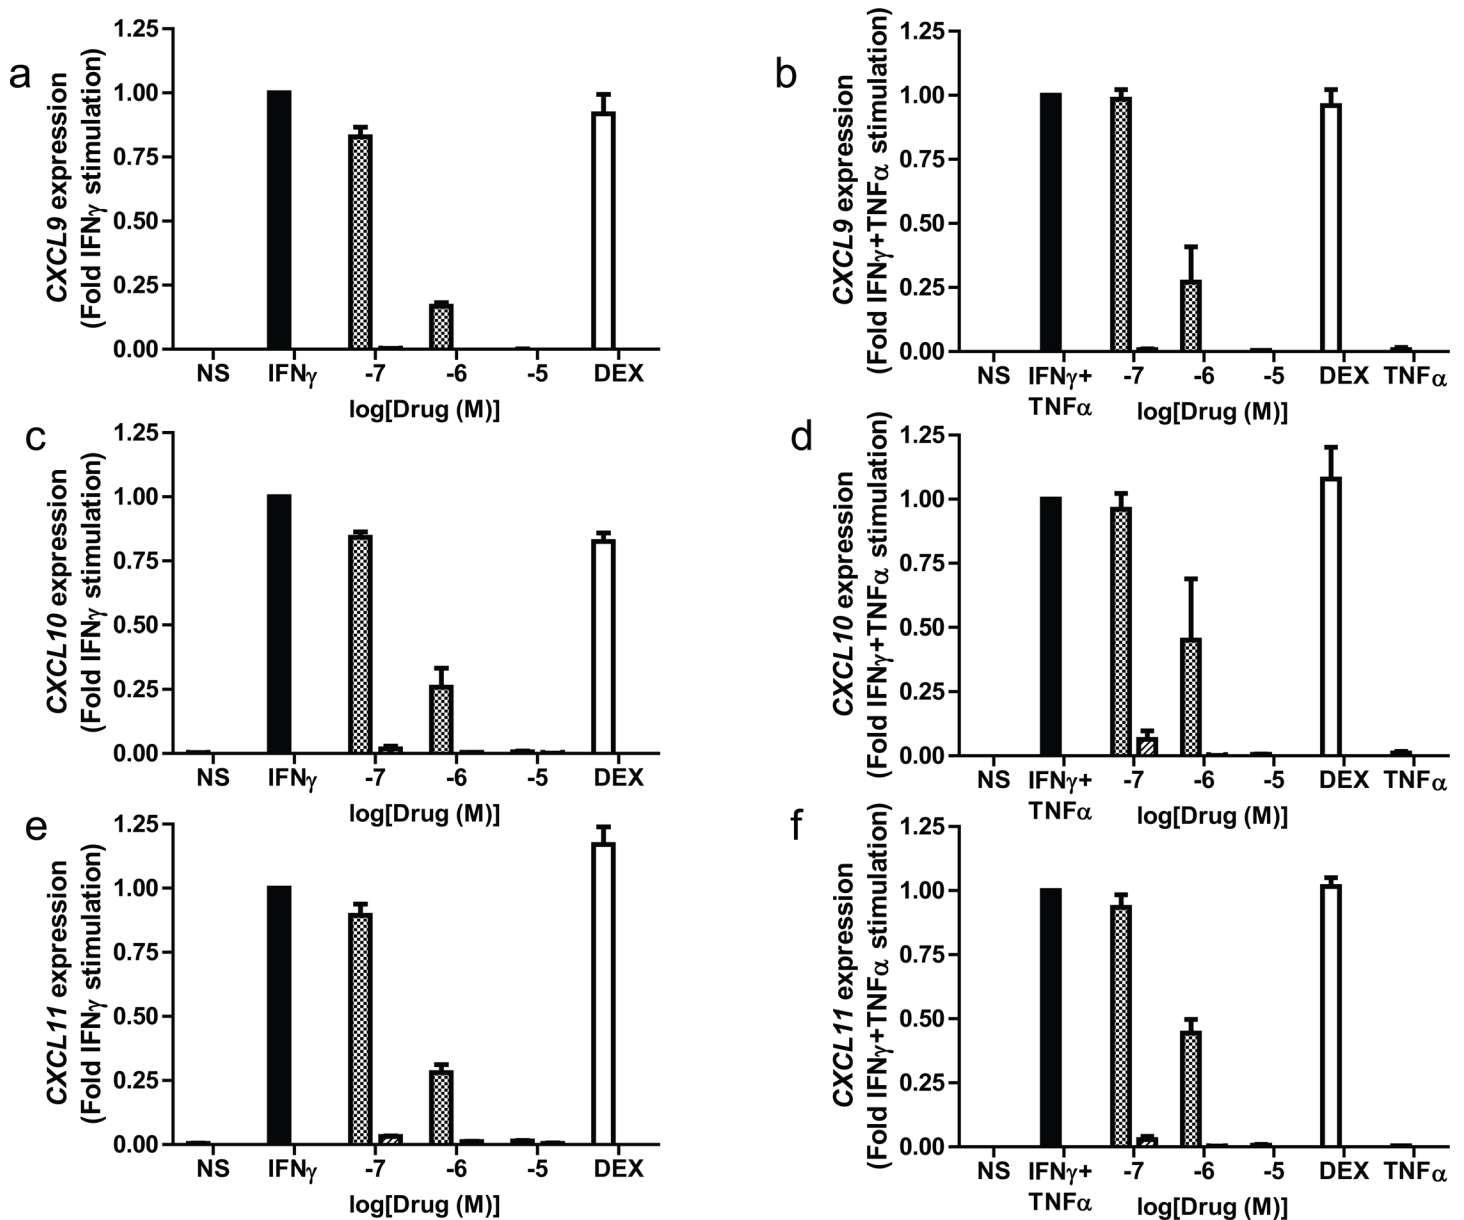 a
CXCL9 expression
(Fold IFNγ stimulation)
1.25
1.00
0.75
0.50
0.25
0.00
NS IFNγ -7 -6 -5 DEX
log[Drug (M)]
b
CXCL9 expression
(Fold IFNγ+TNFα stimulation)
1.25
1.00
0.75
0.50
0.25
0.00
NS IFNγ+ -7 -6 -5 DEX TNFα
TNFα log[Drug (M)]
c
CXCL10 expression
(Fold IFNγ stimulation)
1.25
1.00
0.75
0.50
0.25
0.00
NS IFNγ -7 -6 -5 DEX
log[Drug (M)]
d
CXCL10 expression
(Fold IFNγ+TNFα stimulation)
1.25
1.00
0.75
0.50
0.25
0.00
NS IFNγ+ -7 -6 -5 DEX TNFα
TNFα log[Drug (M)]
e
CXCL11 expression
(Fold IFNγ stimulation)
1.25
1.00
0.75
0.50
0.25
0.00
NS IFNγ -7 -6 -5 DEX
log[Drug (M)]
f
CXCL11 expression
(Fold IFNγ+TNFα stimulation)
1.25
1.00
0.75
0.50
0.25
0.00
NS IFNγ+ -7 -6 -5 DEX TNFα
TNFα log[Drug (M)]